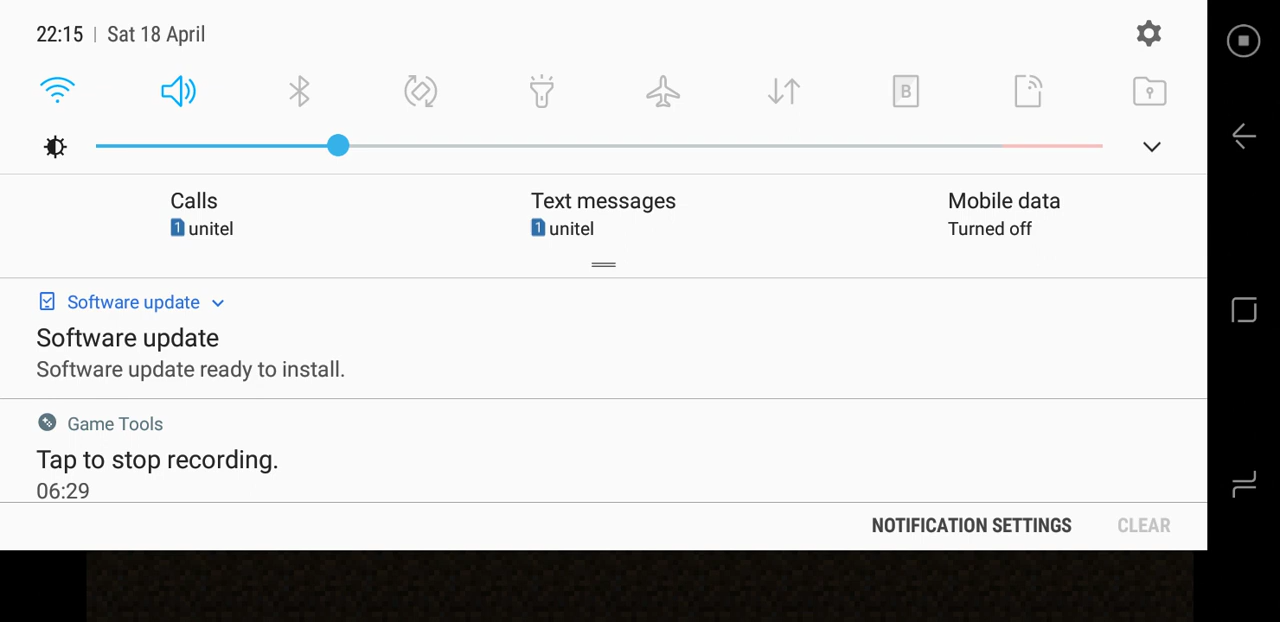 22:15 | Sat 18 April
B
Calls
1 unitel
Text messages
1 unitel
Mobile data
Turned off
Software update
Software update
Software update ready to install.
Game Tools
Tap to stop recording.
06:29
NOTIFICATION SETTINGS
CLEAR